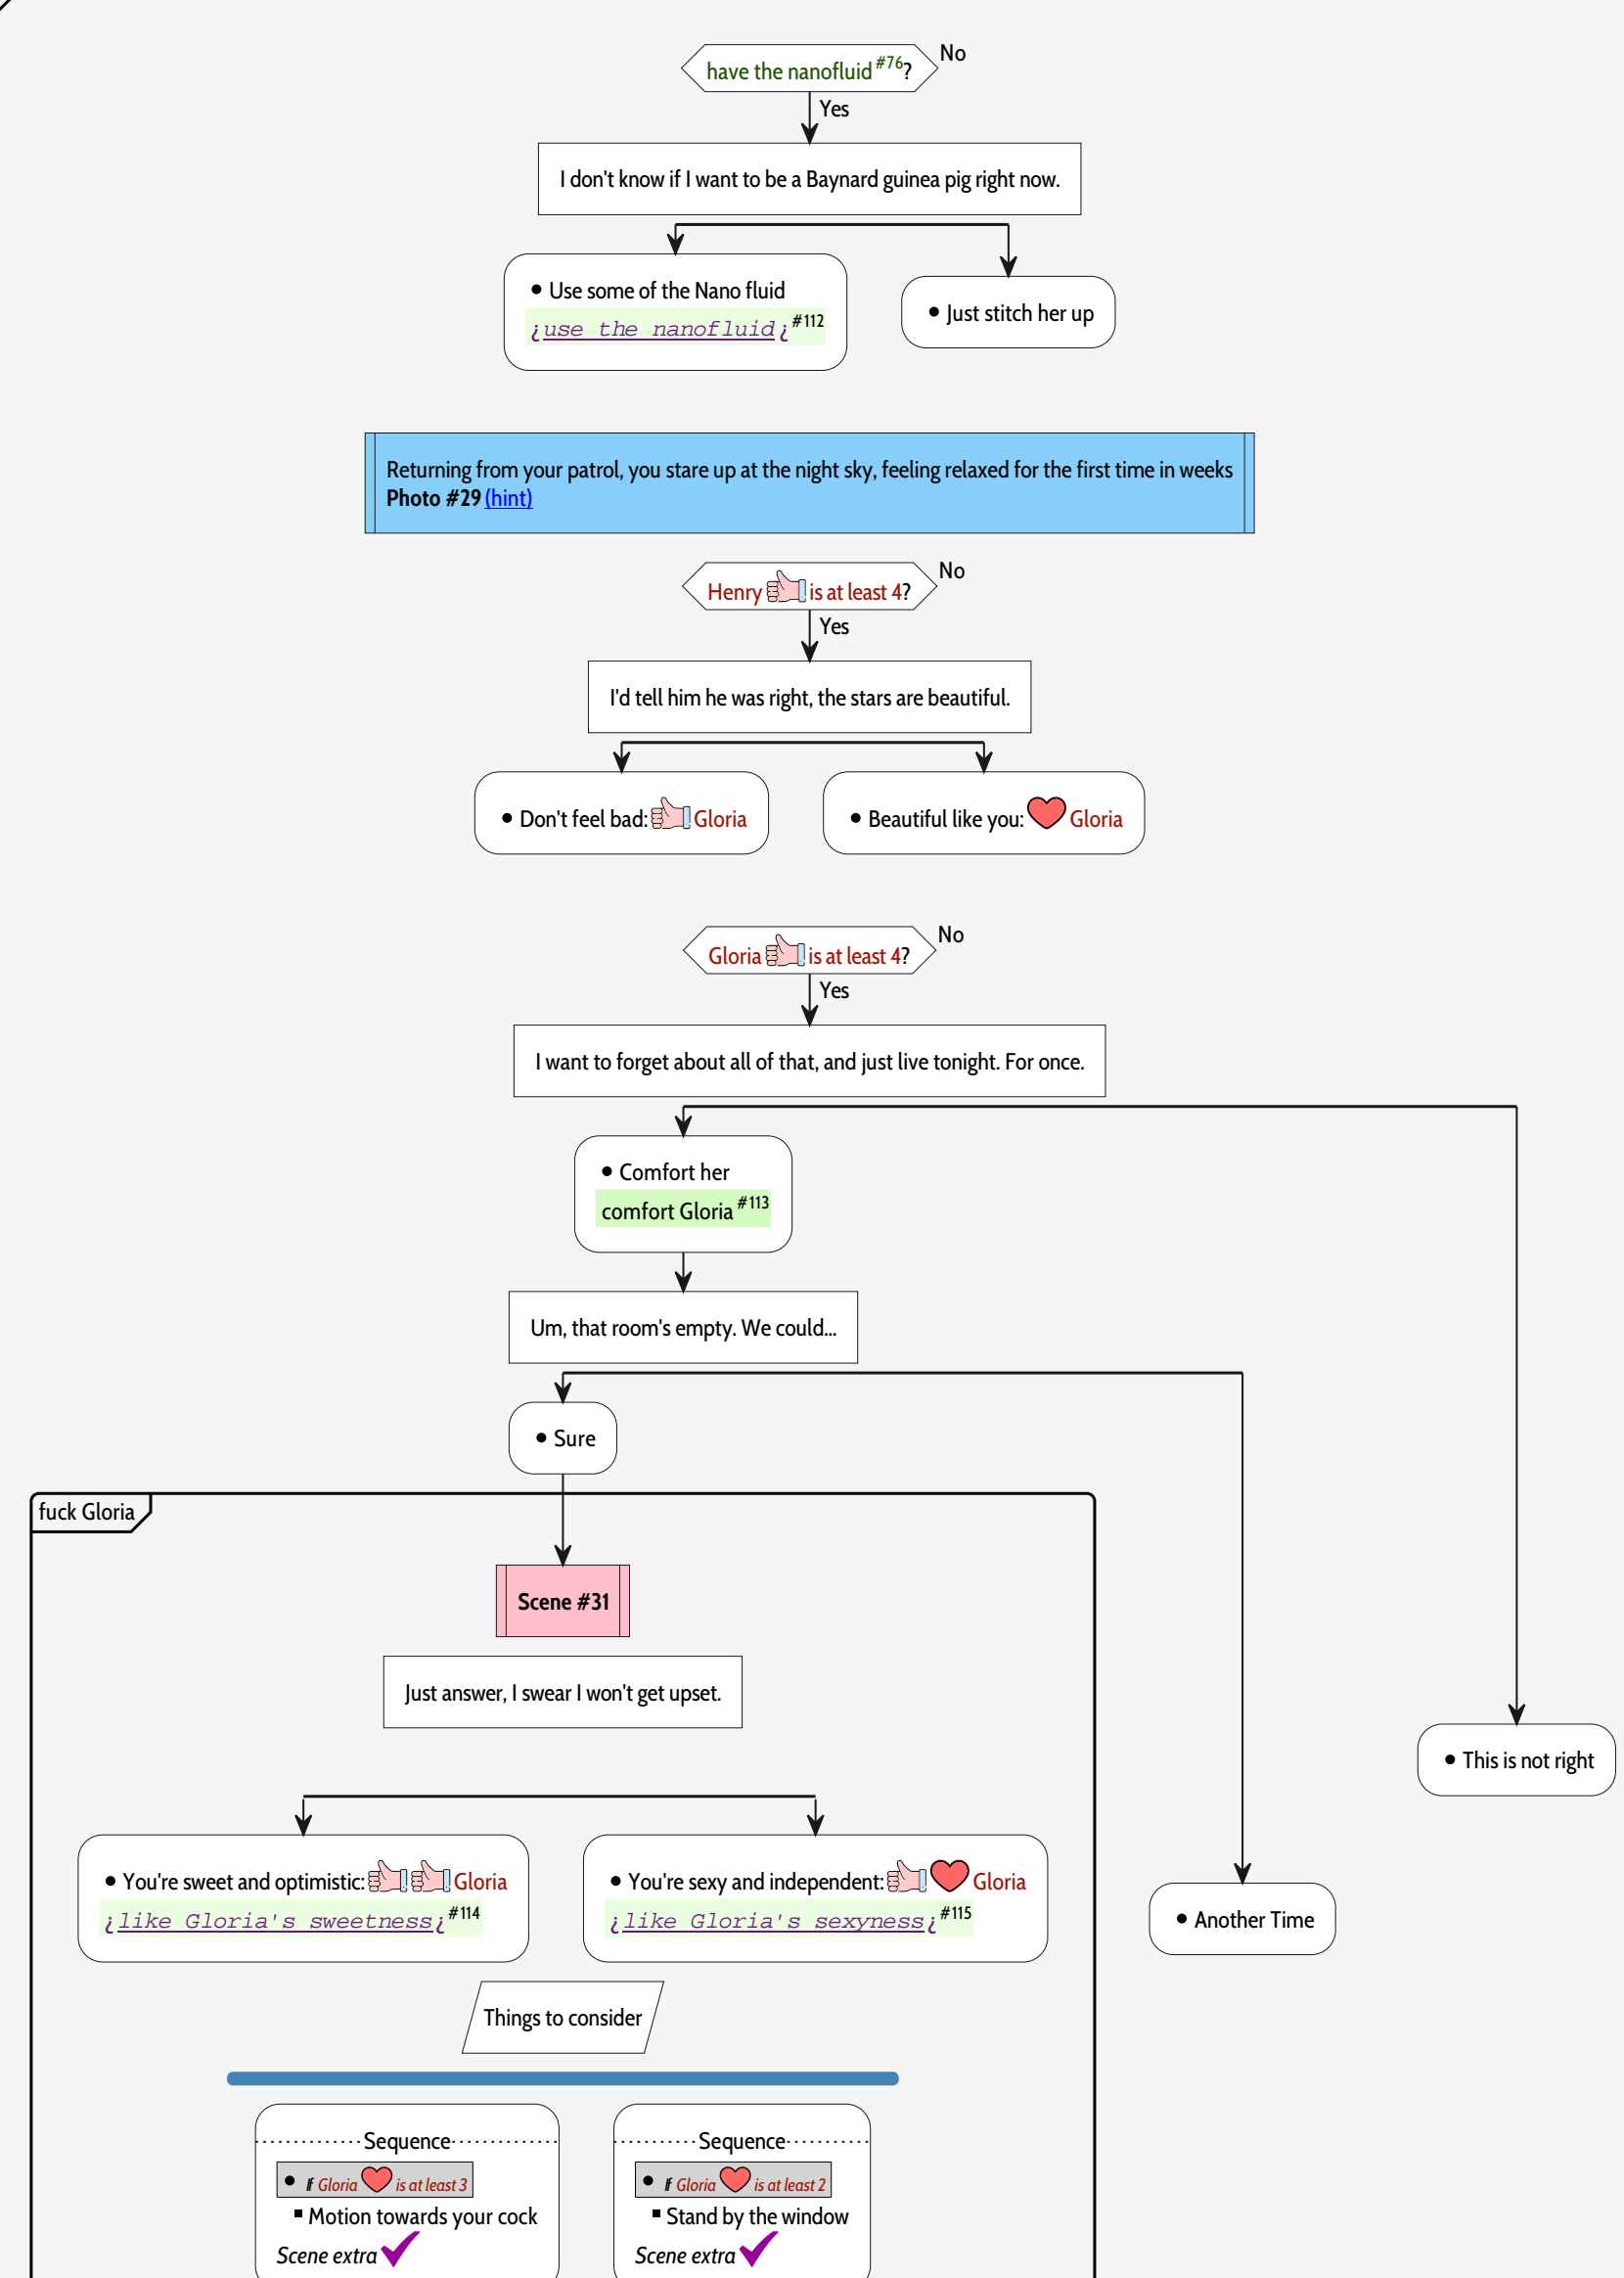 have the nanofluid #76?
No
Yes
I don't know if I want to be a Baynard guinea pig right now.
• Use some of the Nano fluid
¿use the nanofluid¿ #112
• Just stitch her up
Returning from your patrol, you stare up at the night sky, feeling relaxed for the first time in weeks
Photo #29 (hint)
Henry is at least 4?
No
Yes
I'd tell him he was right, the stars are beautiful.
• Don't feel bad: Gloria
• Beautiful like you: Gloria
Gloria is at least 4?
No
Yes
I want to forget about all of that, and just live tonight. For once.
• Comfort her
comfort Gloria #113
Um, that room's empty. We could...
• Sure
fuck Gloria
Scene #31
Just answer, I swear I won't get upset.
• This is not right
• You're sweet and optimistic: Gloria
¿like Gloria's sweetness¿ #114
• You're sexy and independent: Gloria
¿like Gloria's sexyness¿ #115
• Another Time
Things to consider
Sequence
• If Gloria is at least 3
▪ Motion towards your cock
Scene extra
Sequence
• If Gloria is at least 2
▪ Stand by the window
Scene extra